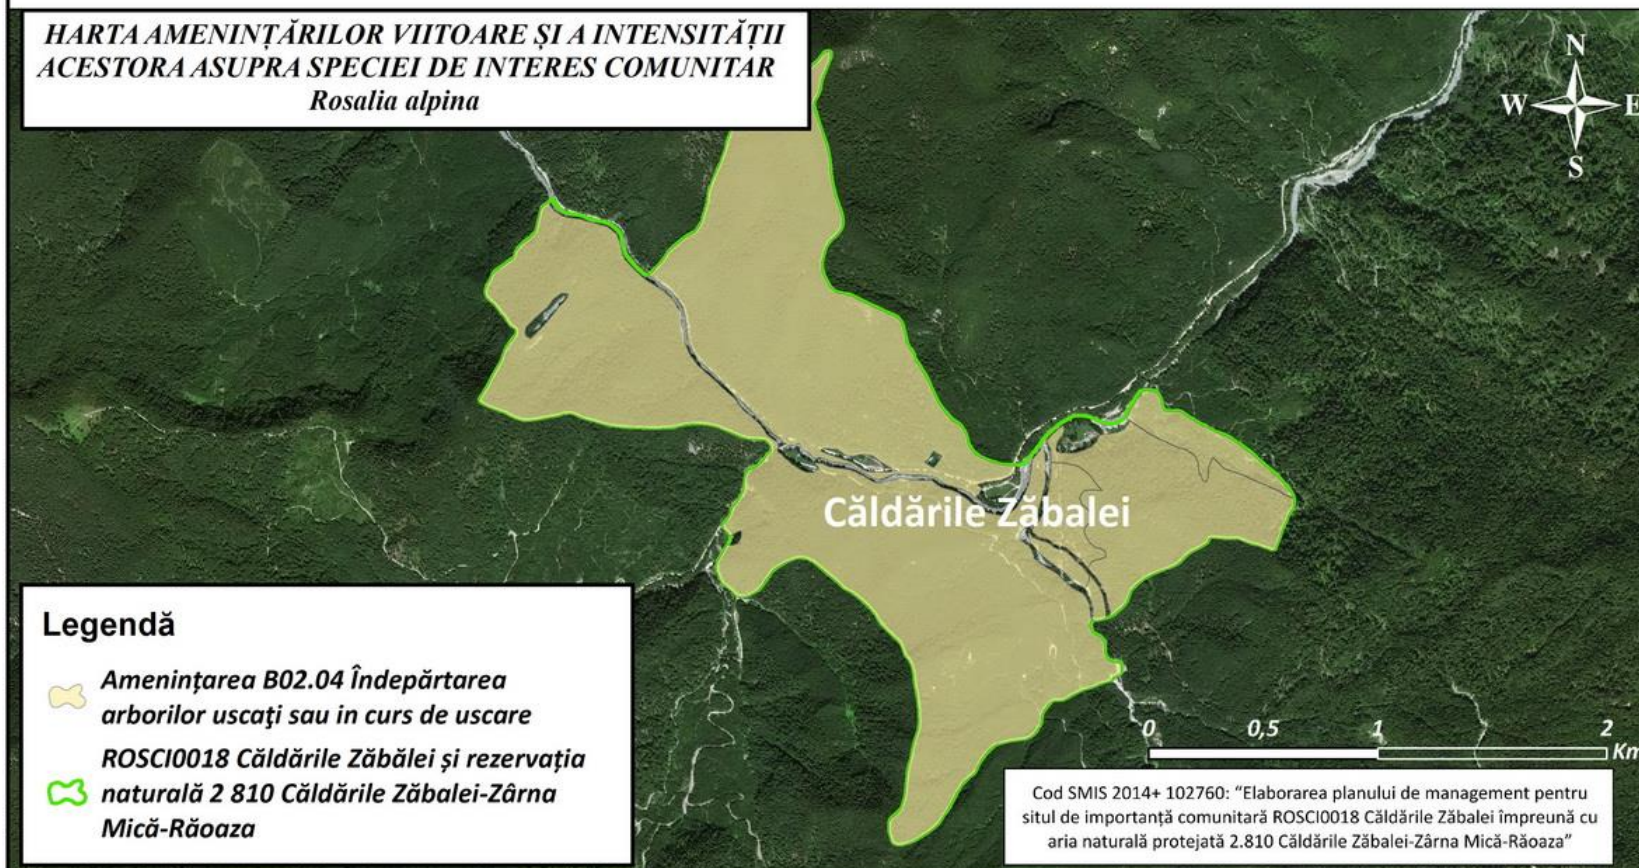 HARTA AMENINȚĂRILOR VIITOARE ȘI A INTENSITĂȚII
ACESTORA ASUPRA SPECIEI DE INTERES COMUNITAR
Rosalia alpina
N
W
E
S
Căldările Zăbalei
Legendă
Amenințarea B02.04 Îndepărtarea
arborilor uscaţi sau in curs de uscare
ROSCI0018 Căldările Zăbălei și rezervația
naturală 2 810 Căldările Zăbalei-Zârna
Mică-Răoaza
0 0,5 1 2
Km
Cod SMIS 2014+ 102760: “Elaborarea planului de management pentru
situl de importanță comunitară ROSCI0018 Căldările Zăbalei împreună cu
aria naturală protejată 2.810 Căldările Zăbalei-Zârna Mică-Răoaza”